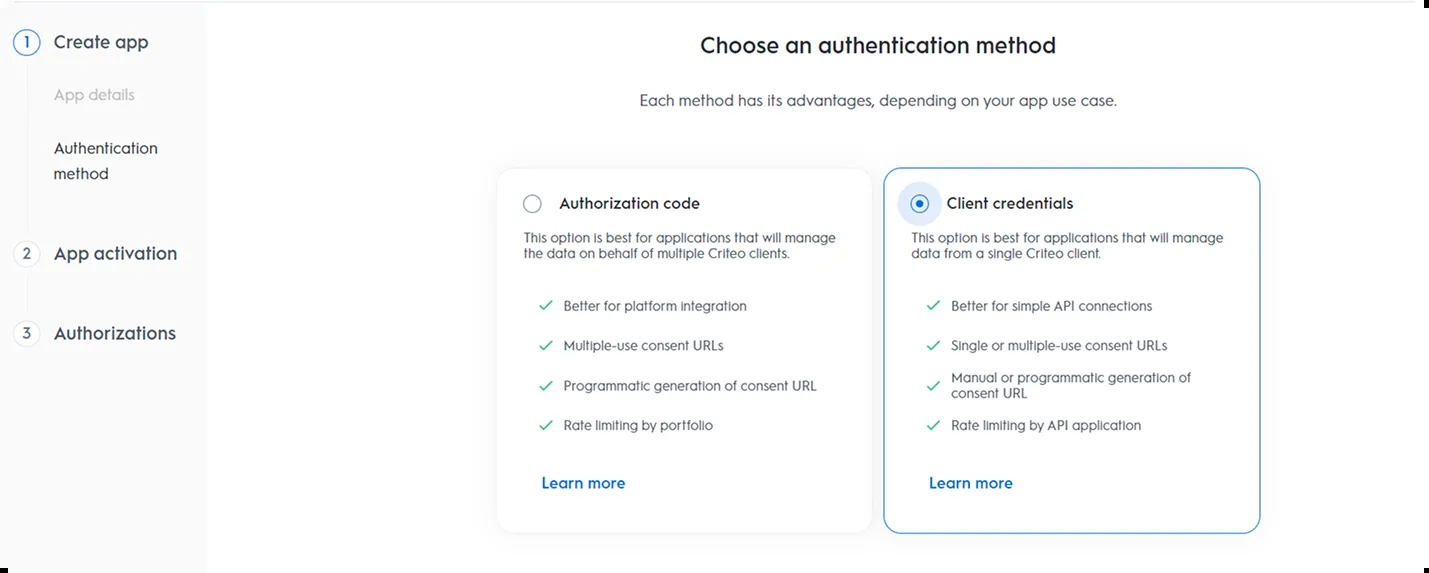 1 Create app
App details
Authentication
method
2 App activation
3 Authorizations
Choose an authentication method
Each method has its advantages, depending on your app use case.
Authorization code
This option is best for applications that will manage
the data on behalf of multiple Criteo clients.
Better for platform integration
Multiple-use consent URLs
Programmatic generation of consent URL
Rate limiting by portfolio
Learn more
Client credentials
This option is best for applications that will manage
data from a single Criteo client.
Better for simple API connections
Single or multiple-use consent URLs
Manual or programmatic generation of
consent URL
Rate limiting by API application
Learn more